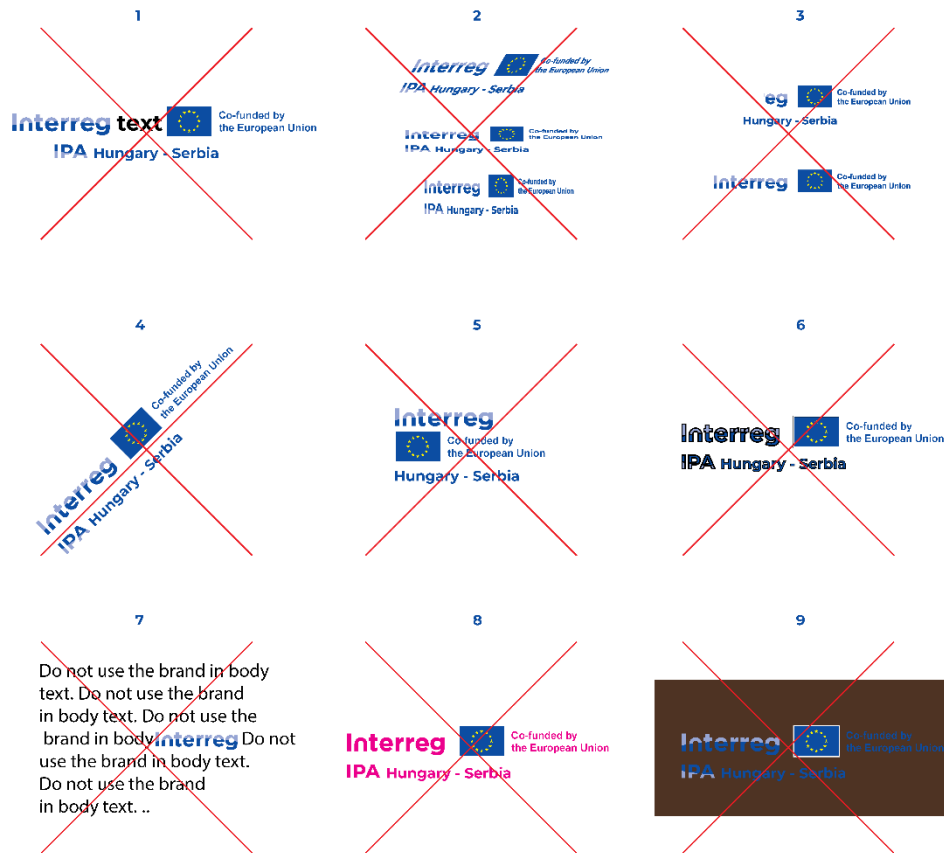 1
Interreg text Co-funded by
the European Union
IPA Hungary - Serbia
2
Interreg Co-funded by
the European Union
IPA Hungary - Serbia
Interreg Co-funded by
the European Union
IPA Hungary - Serbia
Interreg Co-funded by
the European Union
IPA Hungary - Serbia
3
eg Co-funded by
the European Union
Hungary - Serbia
Interreg Co-funded by
the European Union
4
Interreg Co-funded by
the European Union
IPA Hungary - Serbia
5
Interreg
Co-funded by
the European Union
Hungary - Serbia
6
Interreg Co-funded by
the European Union
IPA Hungary - Serbia
7
Do not use the brand in body
text. Do not use the brand
in body text. Do not use the
brand in body Interreg Do not
use the brand in body text.
Do not use the brand
in body text. ..
8
Interreg Co-funded by
the European Union
IPA Hungary - Serbia
9
Interreg Co-funded by
the European Union
IPA Hungary - Serbia